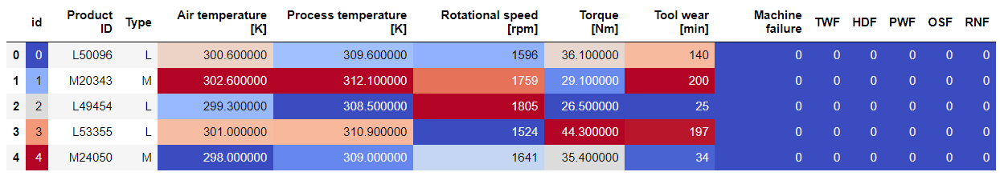 id Product ID Type Air temperature [K] Process temperature [K] Rotational speed [rpm] Torque [Nm] Tool wear [min] Machine failure TWF HDF PWF OSF RNF
0 0 L50096 L 300.600000 309.600000 1596 36.100000 140 0 0 0 0 0 0
1 1 M20343 M 302.600000 312.100000 1759 29.100000 200 0 0 0 0 0 0
2 2 L49454 L 299.300000 308.500000 1805 26.500000 25 0 0 0 0 0 0
3 3 L53355 L 301.000000 310.900000 1524 44.300000 197 0 0 0 0 0 0
4 4 M24050 M 298.000000 309.000000 1641 35.400000 34 0 0 0 0 0 0